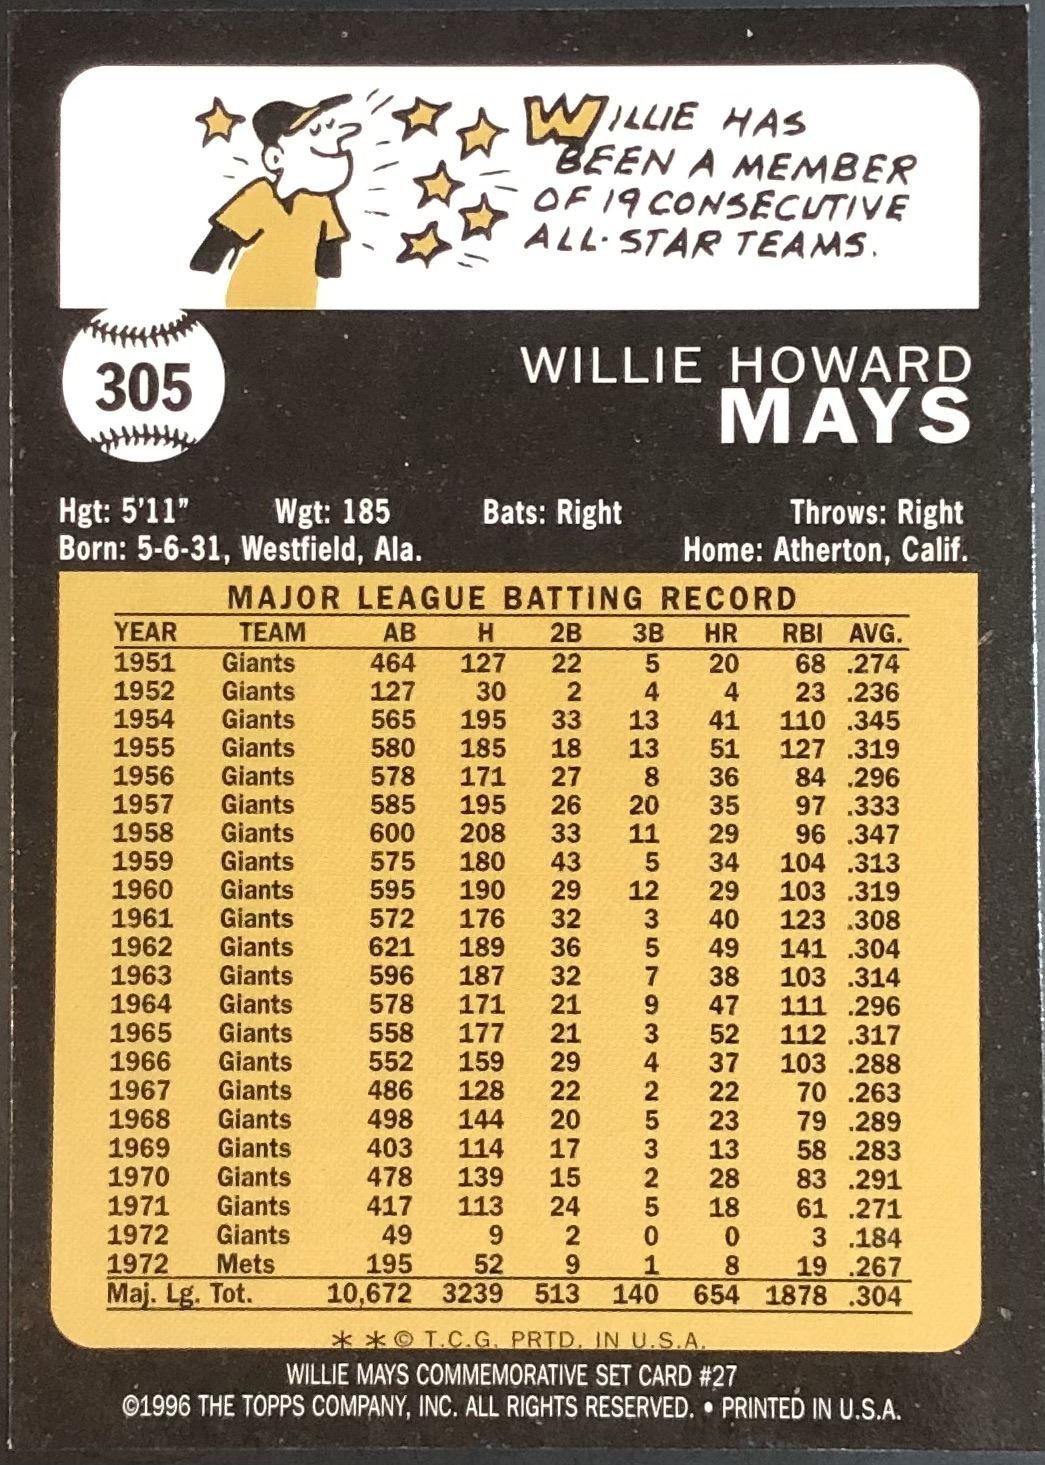 WILLIE HAS
BEEN A MEMBER
OF 19 CONSECUTIVE
ALL-STAR TEAMS.
305
WILLIE HOWARD
MAYS
Hgt: 5'11" Wgt: 185 Bats: Right Throws: Right
Born: 5-6-31, Westfield, Ala. Home: Atherton, Calif.
MAJOR LEAGUE BATTING RECORD
YEAR TEAM AB H 2B 3B HR RBI AVG.
1951 Giants 464 127 22 5 20 68 .274
1952 Giants 127 30 2 4 4 23 .236
1954 Giants 565 195 33 13 41 110 .345
1955 Giants 580 185 18 13 51 127 .319
1956 Giants 578 171 27 8 36 84 .296
1957 Giants 585 195 26 20 35 97 .333
1958 Giants 600 208 33 11 29 96 .347
1959 Giants 575 180 43 5 34 104 .313
1960 Giants 595 190 29 12 29 103 .319
1961 Giants 572 176 32 3 40 123 .308
1962 Giants 621 189 36 5 49 141 .304
1963 Giants 596 187 32 7 38 103 .314
1964 Giants 578 171 21 9 47 111 .296
1965 Giants 558 177 21 3 52 112 .317
1966 Giants 552 159 29 4 37 103 .288
1967 Giants 486 128 22 2 22 70 .263
1968 Giants 498 144 20 5 23 79 .289
1969 Giants 403 114 17 3 13 58 .283
1970 Giants 478 139 15 2 28 83 .291
1971 Giants 417 113 24 5 18 61 .271
1972 Giants 49 9 2 0 0 3 .184
1972 Mets 195 52 9 1 8 19 .267
Maj. Lg. Tot. 10,672 3239 513 140 654 1878 .304
* * © T.C.G. PRTD. IN U.S.A.
WILLIE MAYS COMMEMORATIVE SET CARD #27
©1996 THE TOPPS COMPANY, INC. ALL RIGHTS RESERVED. • PRINTED IN U.S.A.